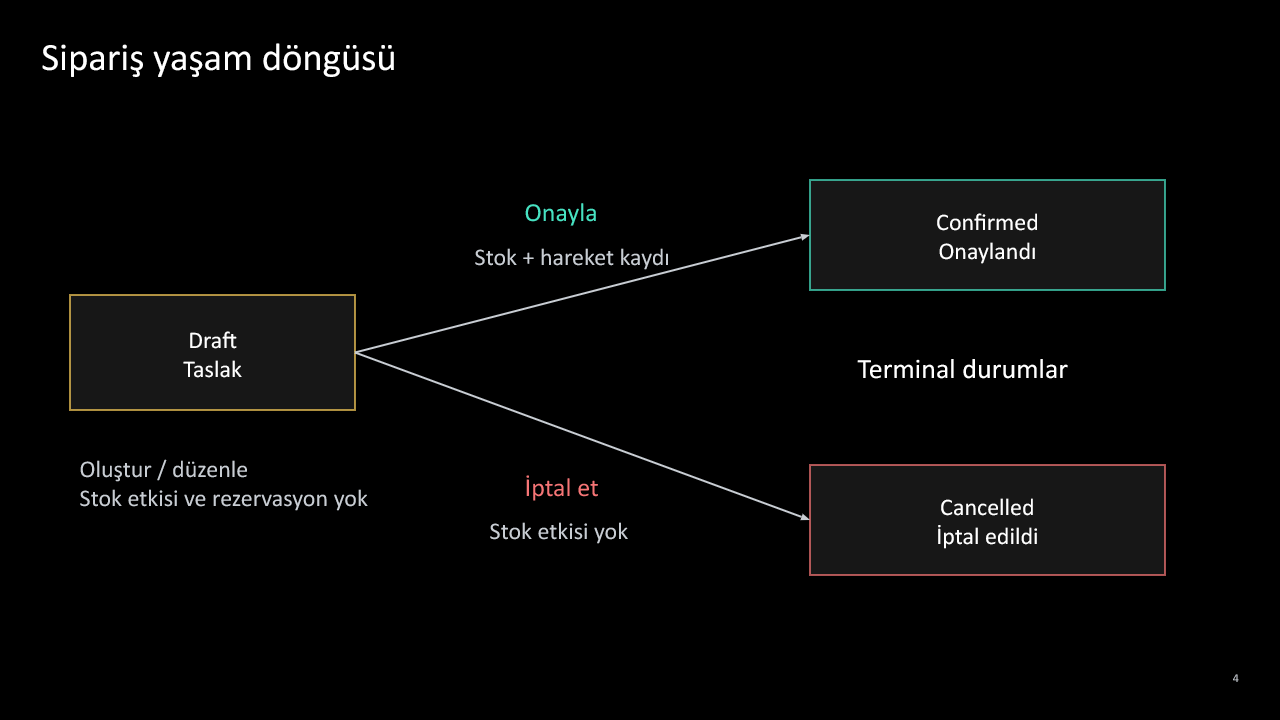 Sipariş yaşam döngüsü
Onayla
Stok + hareket kaydı
Confirmed
Onaylandı
Draft
Taslak
Terminal durumlar
Oluştur / düzenle
Stok etkisi ve rezervasyon yok
İptal et
Stok etkisi yok
Cancelled
İptal edildi
4